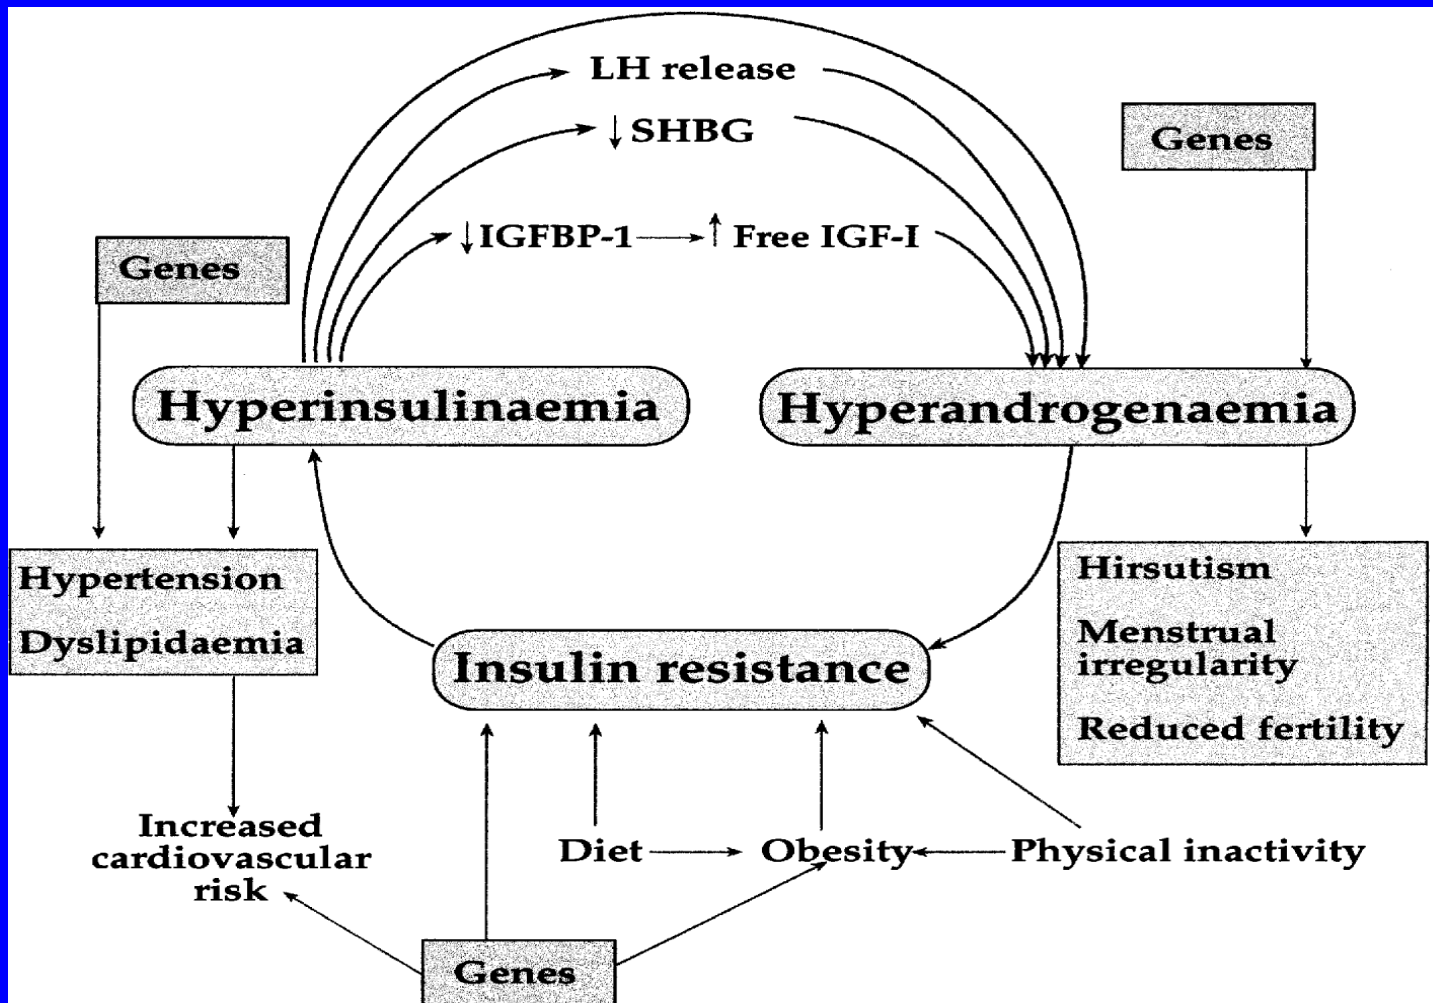 LH release
↓ SHBG
Genes
↓ IGFBP-1 → ↑ Free IGF-I
Genes
Hyperinsulinaemia
Hyperandrogenaemia
Hypertension
Dyslipidaemia
Hirsutism
Menstrual
irregularity
Reduced fertility
Insulin resistance
Increased
cardiovascular
risk
Diet
Obesity
Physical inactivity
Genes